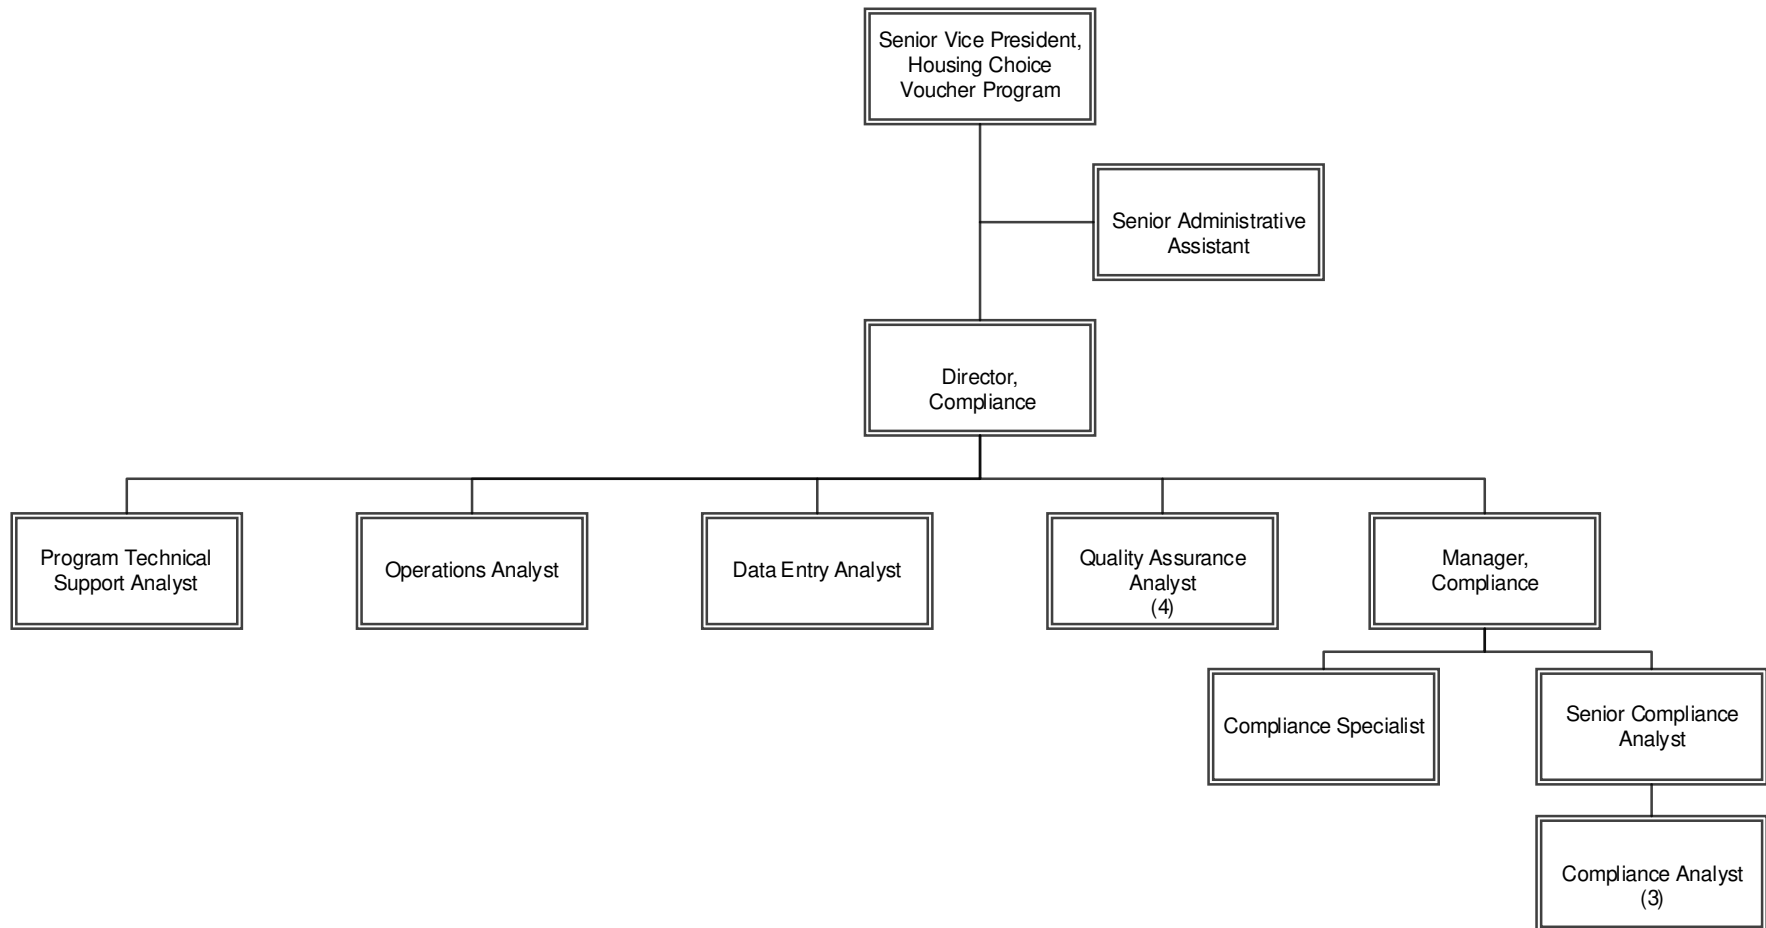 Senior Vice President,
Housing Choice
Voucher Program
Senior Administrative
Assistant
Director,
Compliance
Program Technical
Support Analyst
Operations Analyst
Data Entry Analyst
Quality Assurance
Analyst
(4)
Manager,
Compliance
Compliance Specialist
Senior Compliance
Analyst
Compliance Analyst
(3)